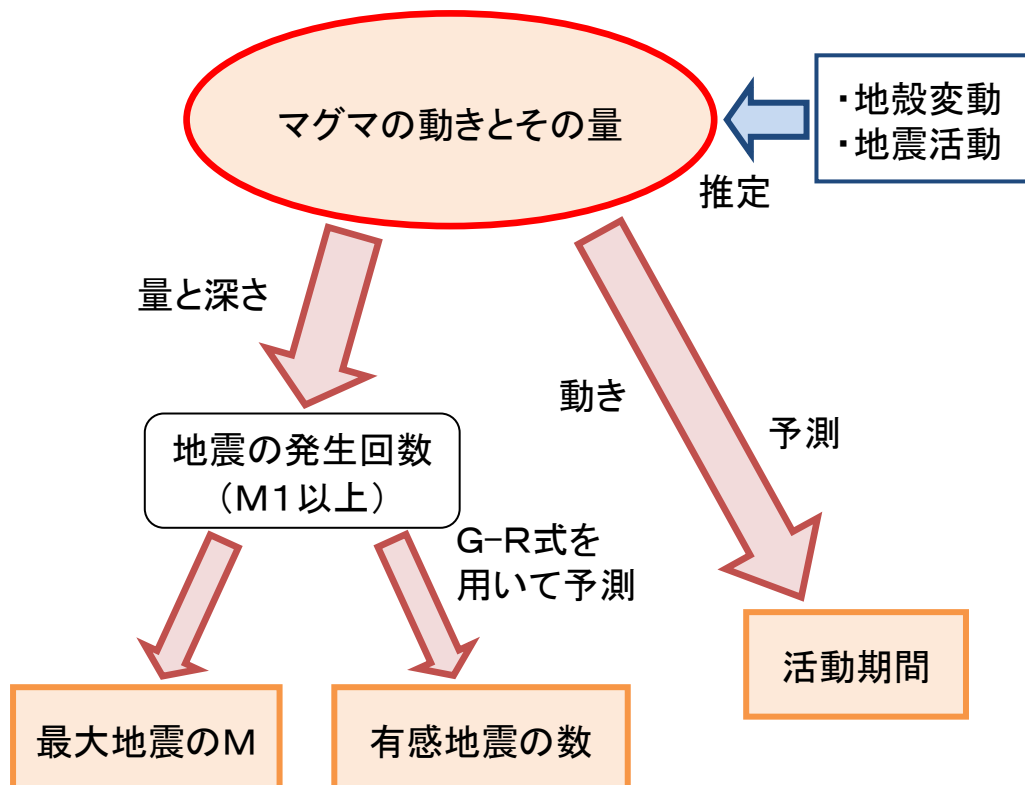 マグマの動きとその量
・地殻変動
・地震活動
推定
量と深さ
動き
予測
地震の発生回数
（Ｍ１以上）
Ｇ−Ｒ式を
用いて予測
活動期間
最大地震のＭ
有感地震の数